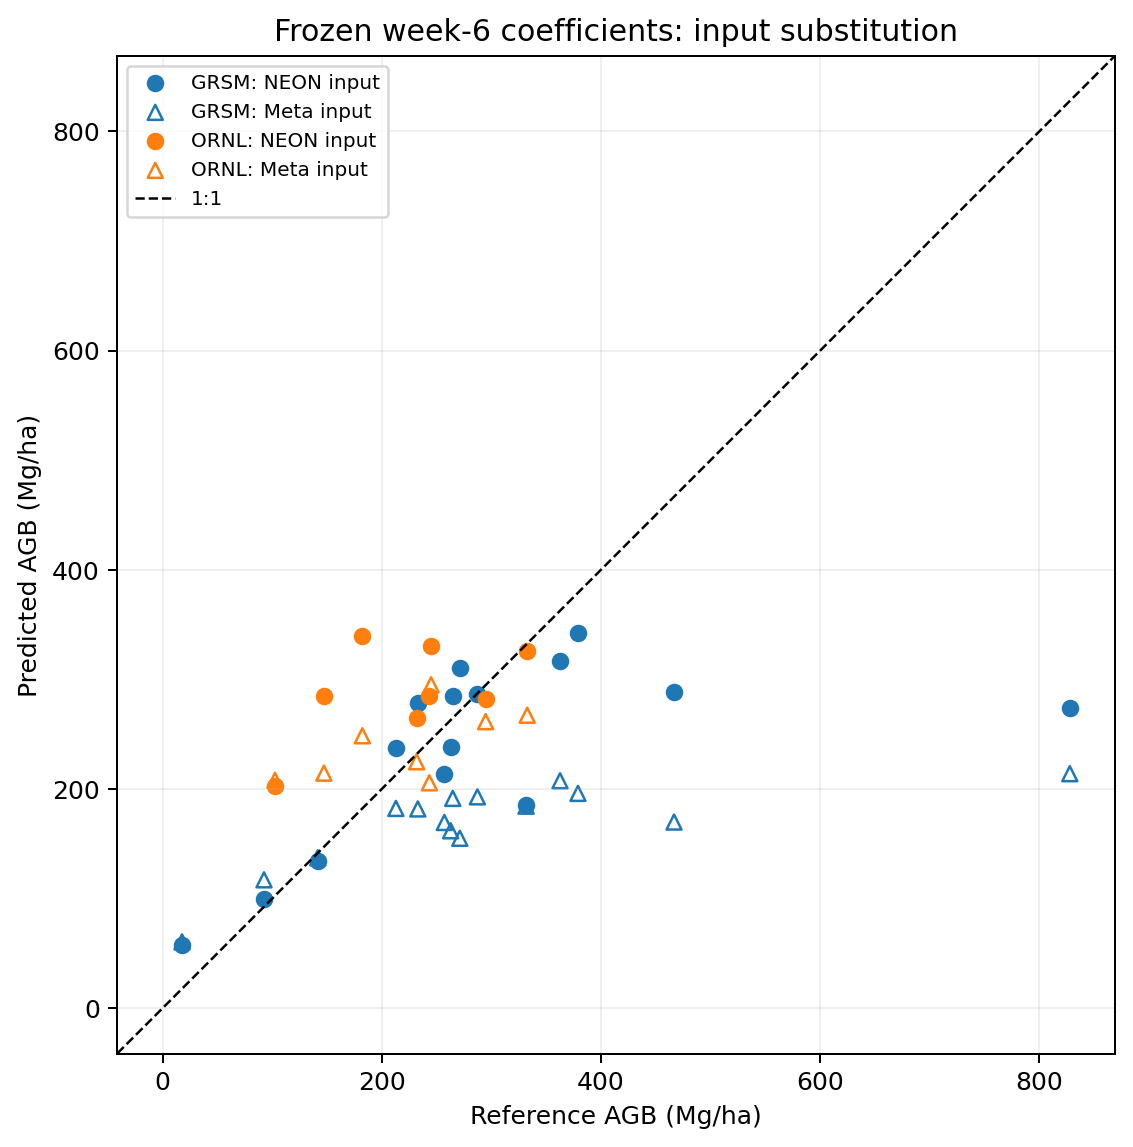 Frozen week-6 coefficients: input substitution
GRSM: NEON input
GRSM: Meta input
ORNL: NEON input
ORNL: Meta input
1:1
800
600
400
200
0
Predicted AGB (Mg/ha)
0 200 400 600 800
Reference AGB (Mg/ha)